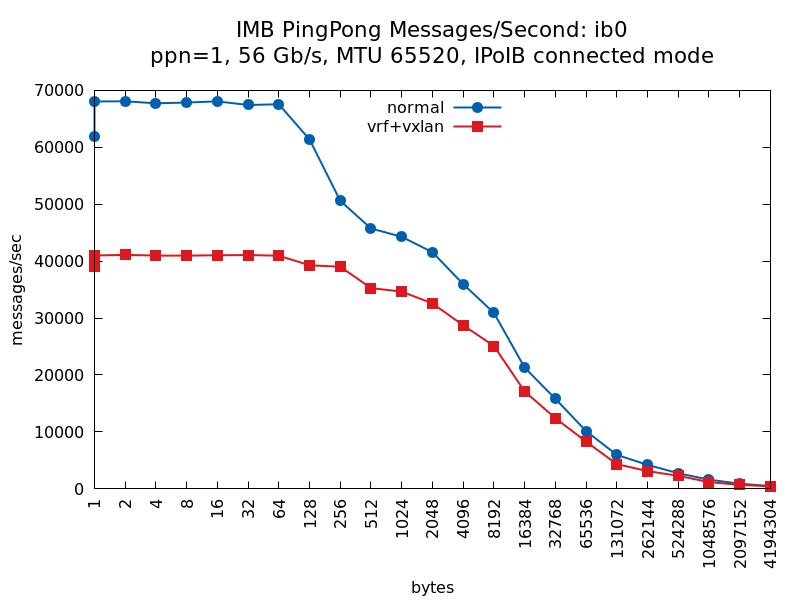 IMB PingPong Messages/Second: ib0
ppn=1, 56 Gb/s, MTU 65520, IPoIB connected mode
normal
vrf+vxlan
messages/sec
70000
60000
50000
40000
30000
20000
10000
0
1 2 4 8 16 32 64 128 256 512 1024 2048 4096 8192 16384 32768 65536 131072 262144 524288 1048576 2097152 4194304
bytes